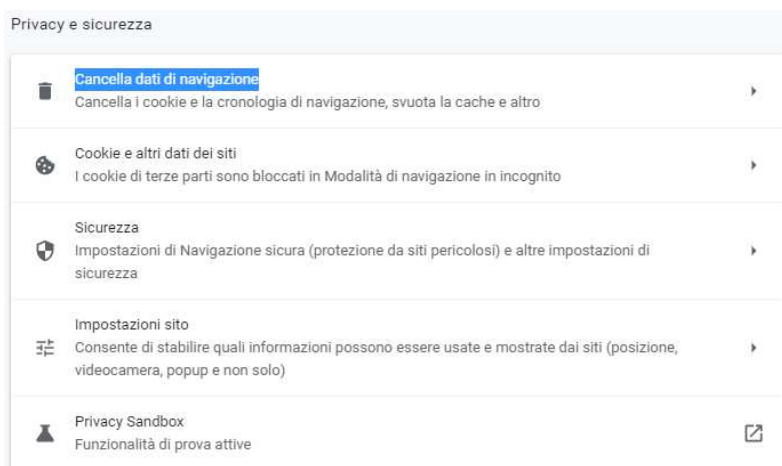 Privacy e sicurezza
Cancella dati di navigazione
Cancella i cookie e la cronologia di navigazione, svuota la cache e altro
Cookie e altri dati dei siti
I cookie di terze parti sono bloccati in Modalità di navigazione in incognito
Sicurezza
Impostazioni di Navigazione sicura (protezione da siti pericolosi) e altre impostazioni di
sicurezza
Impostazioni sito
Consente di stabilire quali informazioni possono essere usate e mostrate dai siti (posizione,
videocamera, popup e non solo)
Privacy Sandbox
Funzionalità di prova attive